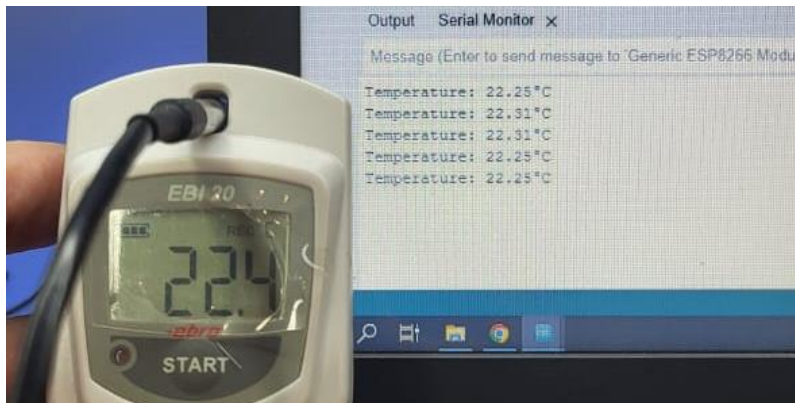 Output Serial Monitor ×
Message (Enter to send message to 'Generic ESP8266 Modu
Temperature: 22.25°C
Temperature: 22.31°C
Temperature: 22.31°C
Temperature: 22.25°C
Temperature: 22.25°C
EBI 20
REC
22.4
ebro
START